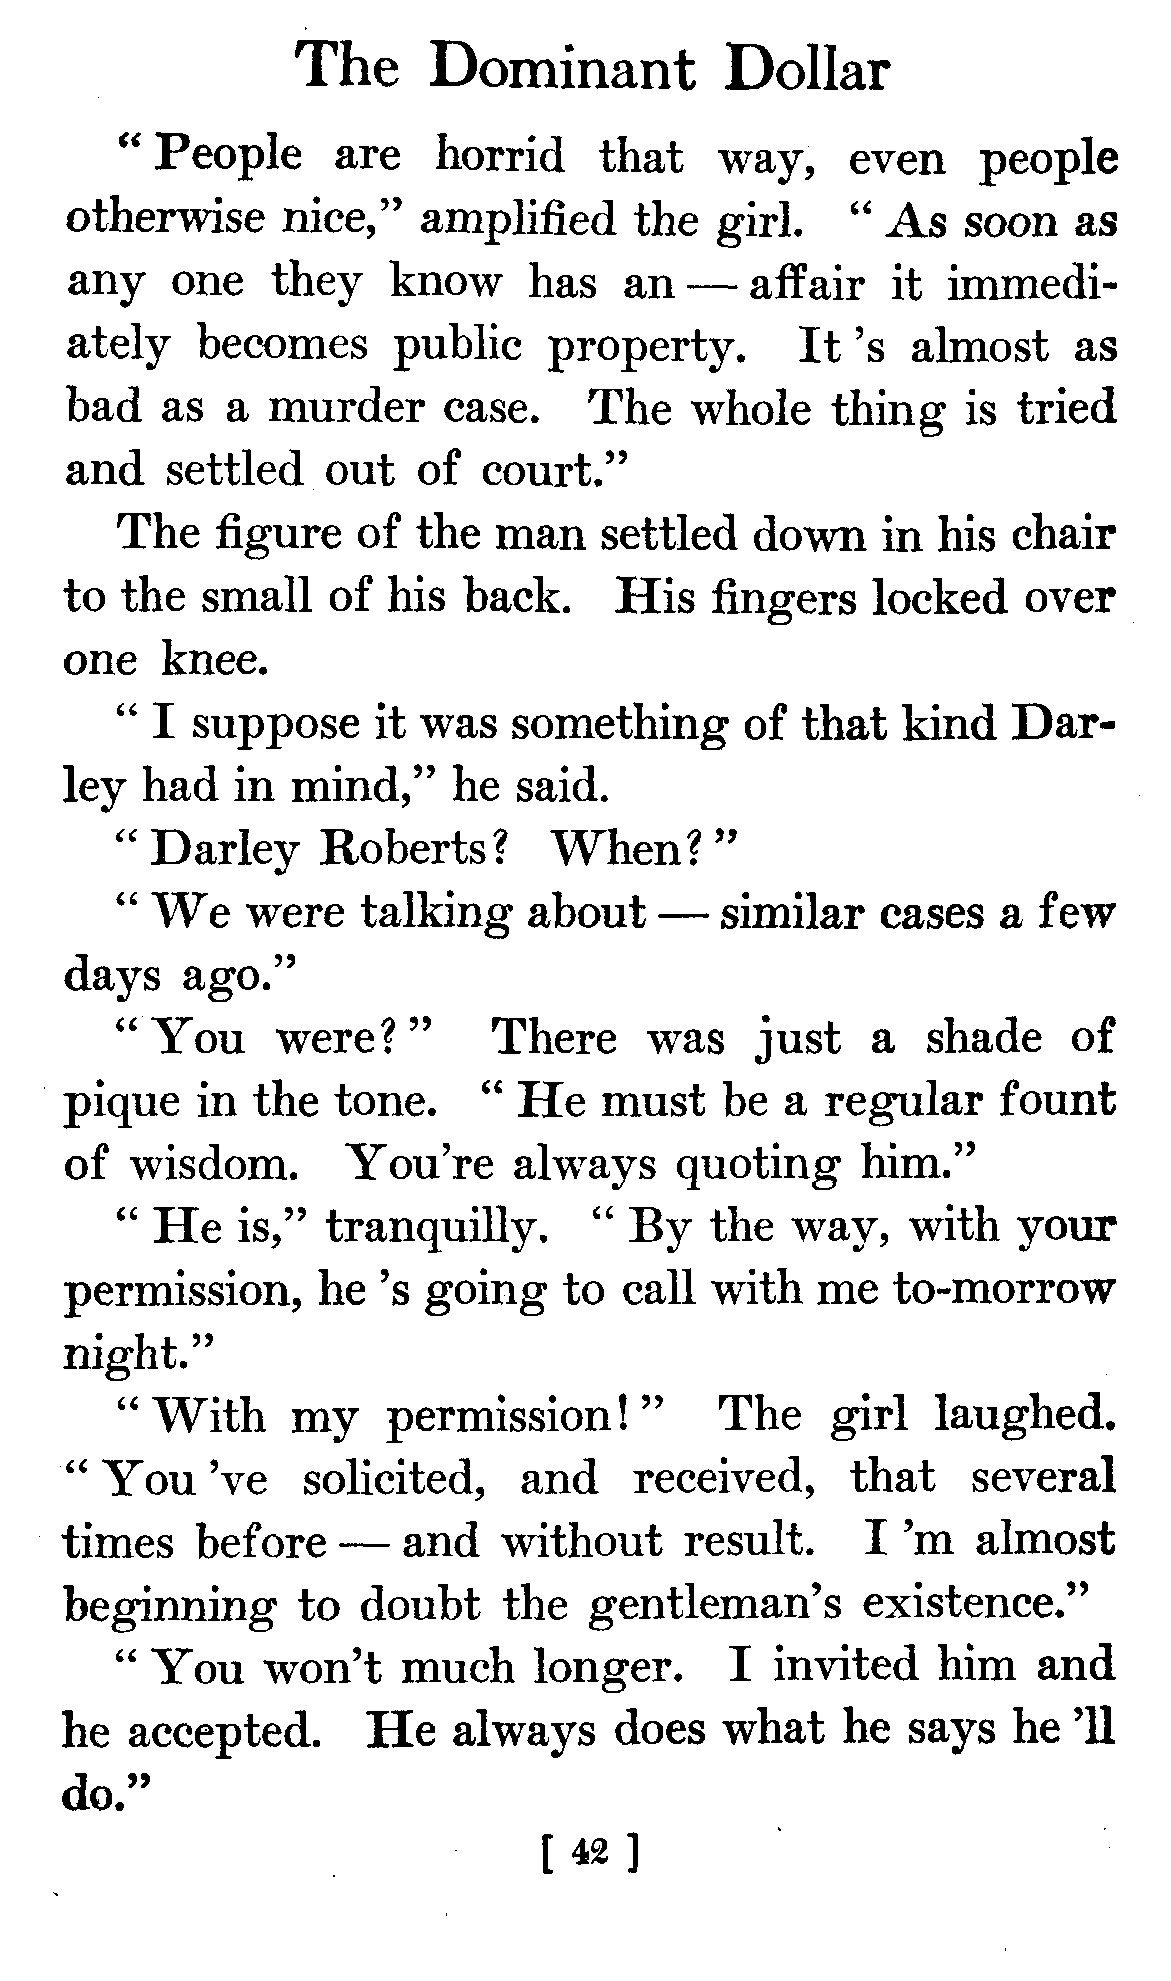 The Dominant Dollar
“ People are horrid that way, even people
otherwise nice,” amplified the girl. “ As soon as
any one they know has an — affair it immedi-
ately becomes public property. It ’s almost as
bad as a murder case. The whole thing is tried
and settled out of court.”
The figure of the man settled down in his chair
to the small of his back. His fingers locked over
one knee.
“ I suppose it was something of that kind Dar-
ley had in mind,” he said.
“ Darley Roberts? When? ”
“ We were talking about — similar cases a few
days ago.”
“ You were? ” There was just a shade of
pique in the tone. “ He must be a regular fount
of wisdom. You're always quoting him.”
“ He is,” tranquilly. “ By the way, with your
permission, he ’s going to call with me to-morrow
night.”
“ With my permission! ” The girl laughed.
“ You ’ve solicited, and received, that several
times before — and without result. I ’m almost
beginning to doubt the gentleman’s existence.”
“ You won’t much longer. I invited him and
he accepted. He always does what he says he ’ll
do.”
[ 42 ]